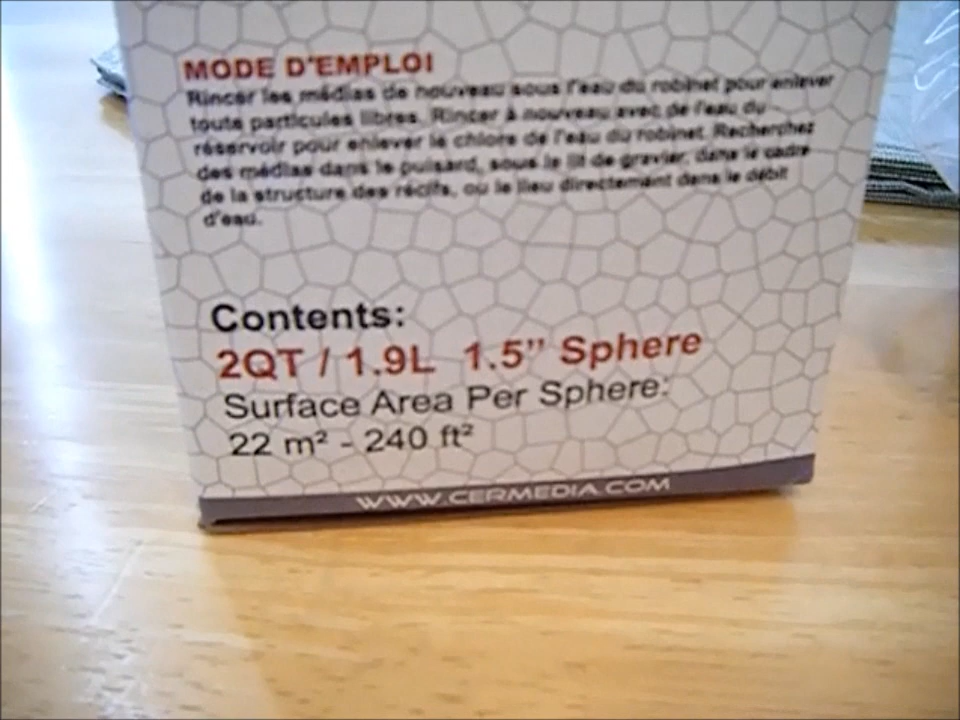 MODE D'EMPLOI
Rincer les médias de nouveau sous l'eau du robinet pour enlever
toute particules libres. Rincer à nouveau avec de l'eau du
réservoir pour enlever le chlore de l'eau du robinet. Recherchez
des médias dans le puisard, sous le lit de gravier, dans le cadre
de la structure des récifs, ou le lieu directement dans le débit
d'eau.
Contents:
2QT / 1.9L 1.5" Sphere
Surface Area Per Sphere:
22 m² - 240 ft²
WWW.CERMEDIA.COM